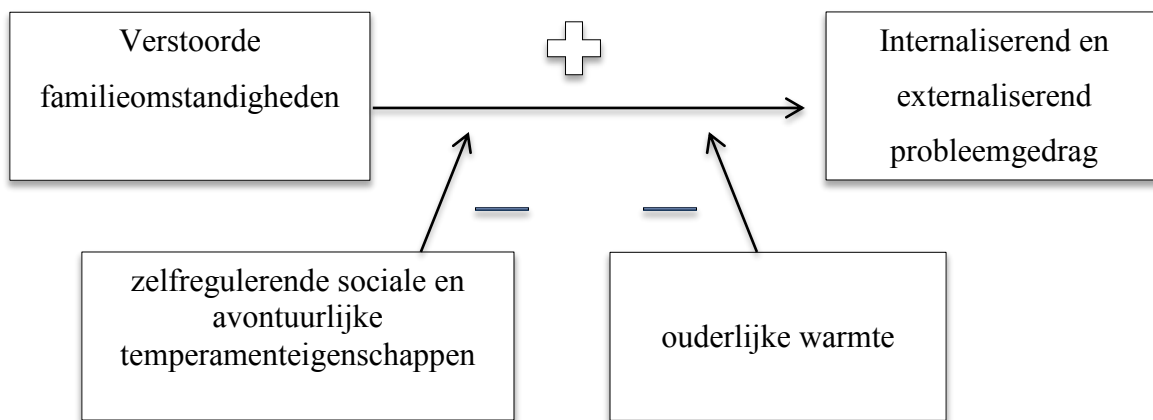 Verstoorde
familieomstandigheden
Internaliserend en
externaliserend
probleemgedrag
zelfregulerende sociale en
avontuurlijke
temperamenteigenschappen
ouderlijke warmte